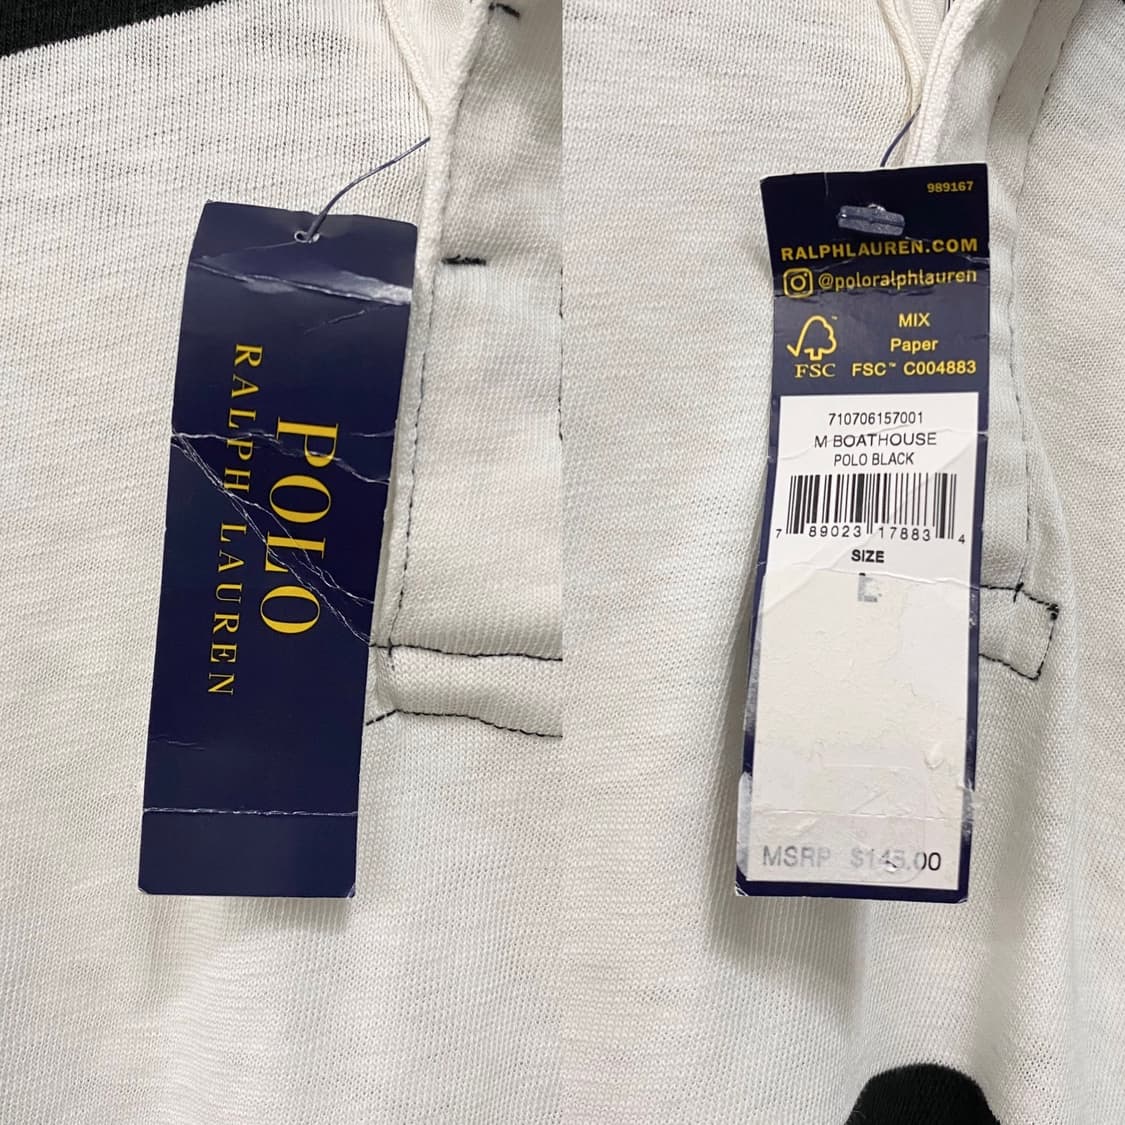 POLO
RALPH LAUREN
989167
RALPHLAUREN.COM
@poloralphlauren
MIX
Paper
FSC™ C004883
FSC
710706157001
M BOATHOUSE
POLO BLACK
7 89023 17883 4
SIZE
L
MSRP $145.00